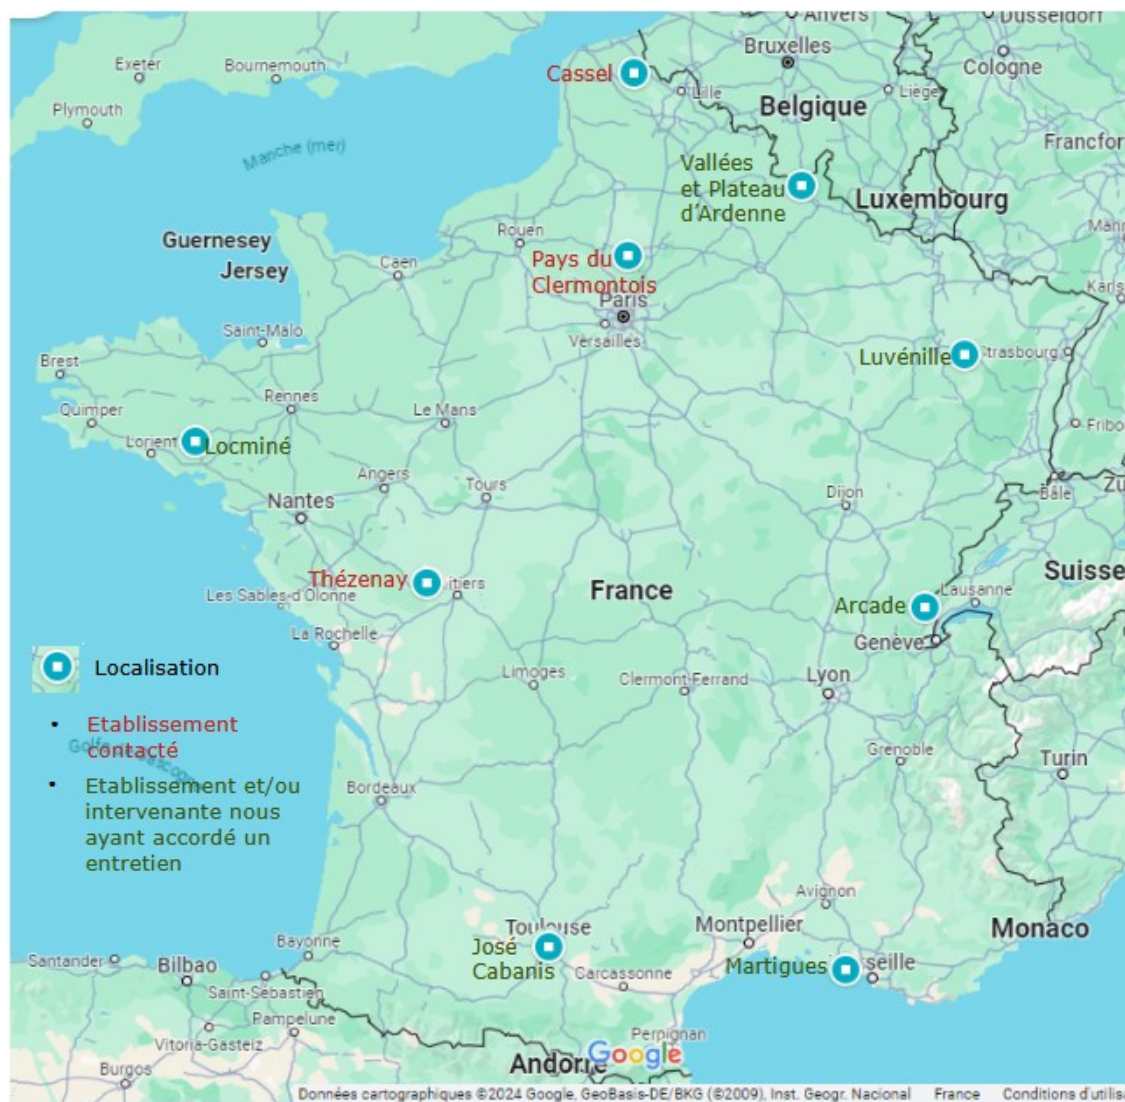 Anvers
Dusseldorf
Exeter
Bournemouth
Cassel
Bruxelles
Cologne
Plymouth
Lille
Liège
Belgique
Manche (mer)
Vallées
et Plateau
d'Ardenne
Luxembourg
Rouen
Guernesey
Jersey
Caen
Pays du
Clermontois
Paris
Versailles
Saint-Malo
Brest
Luvénille
Strasbourg
Quimper
Rennes
Le Mans
Lorient
Locminé
Angers
Tours
Nantes
Dijon
Bâle
Thézenay
itiers
France
Suisse
Les Sables-d'Olonne
Arcade
Lausanne
La Rochelle
Genève
Localisation
Limoges
Clermont-Ferrand
Lyon
• Etablissement
contacté
Grenoble
Turin
• Etablissement et/ou
intervenante nous
ayant accordé un
entretien
Bordeaux
Avignon
Toulouse
Montpellier
Monaco
José
Cabanis
Bayonne
Santander
Bilbao
Carcassonne
Martigues
seille
Saint-Sébastien
Pampelune
Perpignan
Vitoria-Gasteiz
Andorre
Google
Burgos
Données cartographiques ©2024 Google, GeoBasis-DE/BKG (©2009), Inst. Geogr. Nacional France Conditions d'utilis